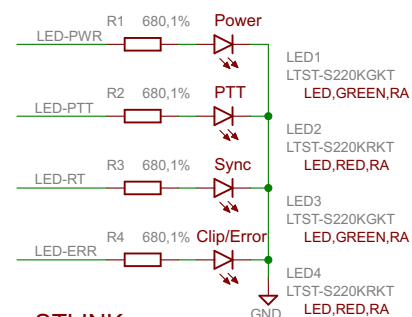 R1 680,1% Power
LED-PWR
LED1
LTST-S220KGKT
LED,GREEN,RA
R2 680,1% PTT
LED-PTT
LED2
LTST-S220KRKT
LED,RED,RA
R3 680,1% Sync
LED-RT
LED3
LTST-S220KGKT
LED,GREEN,RA
R4 680,1% Clip/Error
LED-ERR
LED4
LTST-S220KRKT
LED,RED,RA
GND